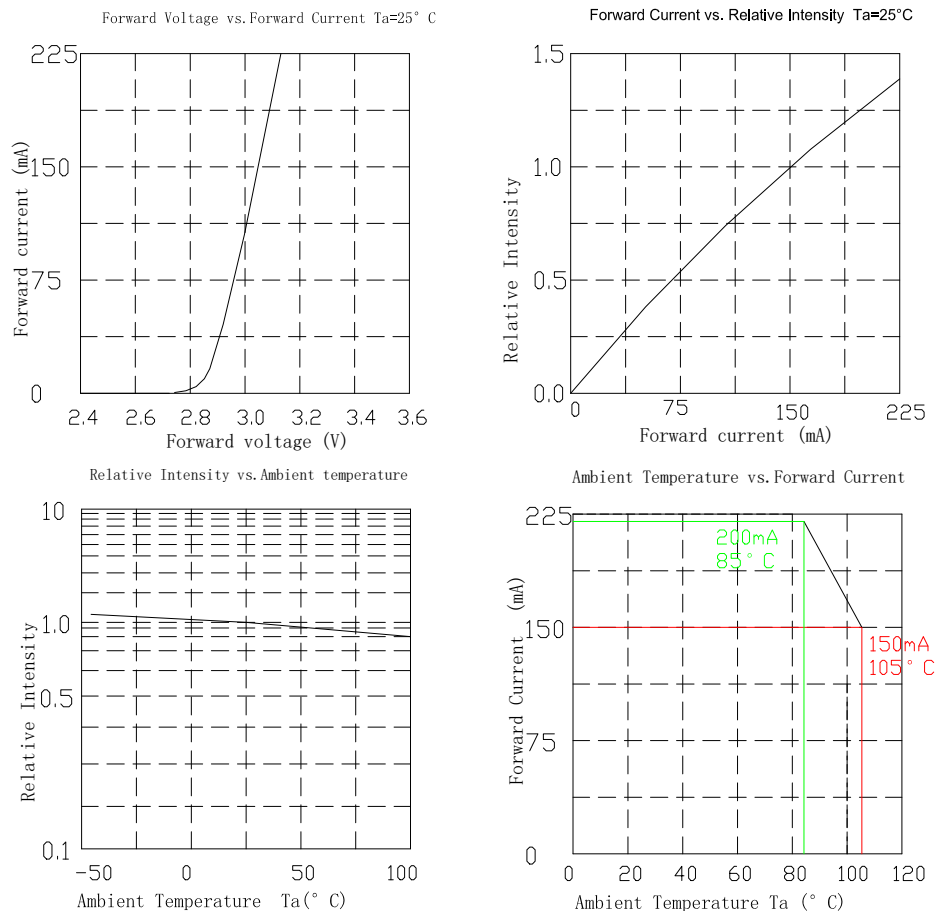 Forward Voltage vs.Forward Current Ta=25° C
225
150
75
0
Forward current (mA)
2.4 2.6 2.8 3.0 3.2 3.4 3.6
Forward voltage (V)
Forward Current vs. Relative Intensity Ta=25°C
1.5
1.0
0.5
0.0
Relative Intensity
0 75 150 225
Forward current (mA)
Relative Intensity vs.Ambient temperature
10
1.0
0.5
0.1
Relative Intensity
-50 0 50 100
Ambient Temperature Ta(° C)
Ambient Temperature vs.Forward Current
225
150
75
0
Forward Current (mA)
200mA
85° C
150mA
105° C
0 20 40 60 80 100 120
Ambient Temperature Ta (° C)